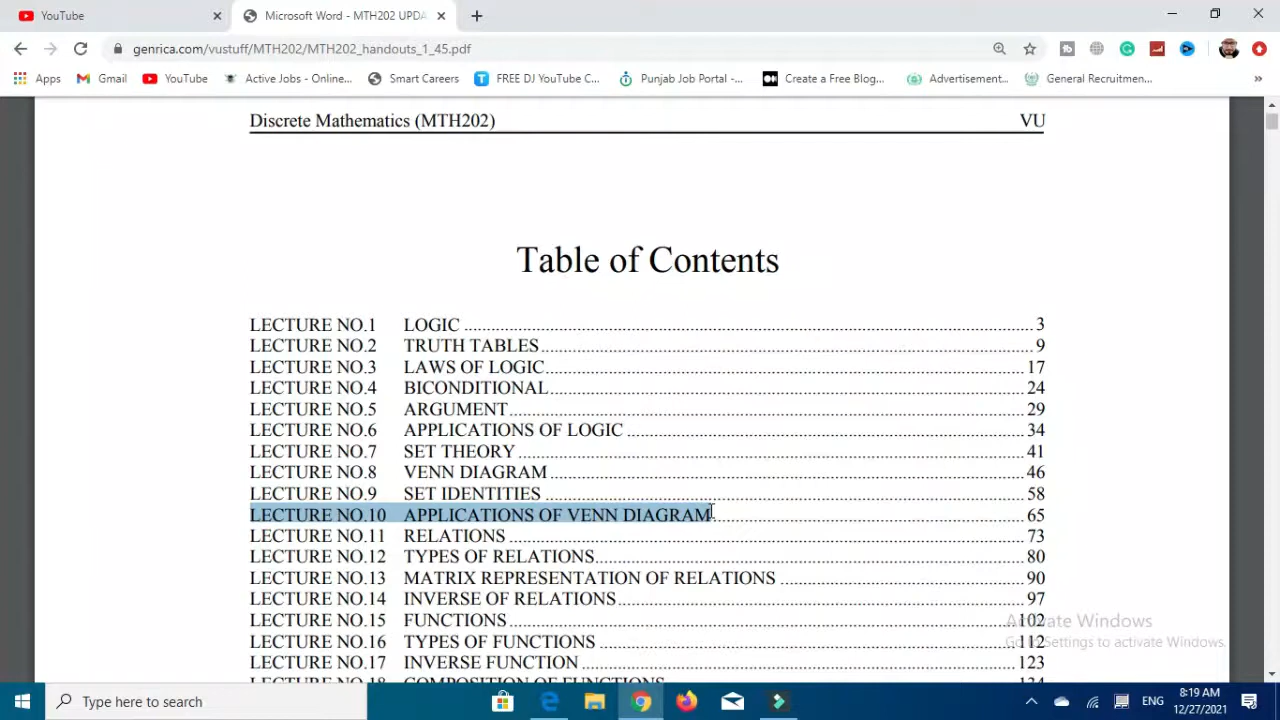 YouTube
Microsoft Word - MTH202 UPDA
genrica.com/vustuff/MTH202/MTH202_handouts_1_45.pdf
Apps Gmail YouTube Active Jobs - Online... Smart Careers FREE DJ YouTube C... Punjab Job Portal -... Create a Free Blog... Advertisement... General Recruitmen... »
Discrete Mathematics (MTH202) VU
Table of Contents
LECTURE NO.1 LOGIC 3
LECTURE NO.2 TRUTH TABLES 9
LECTURE NO.3 LAWS OF LOGIC 17
LECTURE NO.4 BICONDITIONAL 24
LECTURE NO.5 ARGUMENT 29
LECTURE NO.6 APPLICATIONS OF LOGIC 34
LECTURE NO.7 SET THEORY 41
LECTURE NO.8 VENN DIAGRAM 46
LECTURE NO.9 SET IDENTITIES 58
LECTURE NO.10 APPLICATIONS OF VENN DIAGRAM 65
LECTURE NO.11 RELATIONS 73
LECTURE NO.12 TYPES OF RELATIONS 80
LECTURE NO.13 MATRIX REPRESENTATION OF RELATIONS 90
LECTURE NO.14 INVERSE OF RELATIONS 97
LECTURE NO.15 FUNCTIONS 102
LECTURE NO.16 TYPES OF FUNCTIONS 112
LECTURE NO.17 INVERSE FUNCTION 123
LECTURE NO.18 COMPOSITION OF FUNCTIONS 134
Activate Windows
Go to Settings to activate Windows.
Type here to search
ENG
8:19 AM
12/27/2021